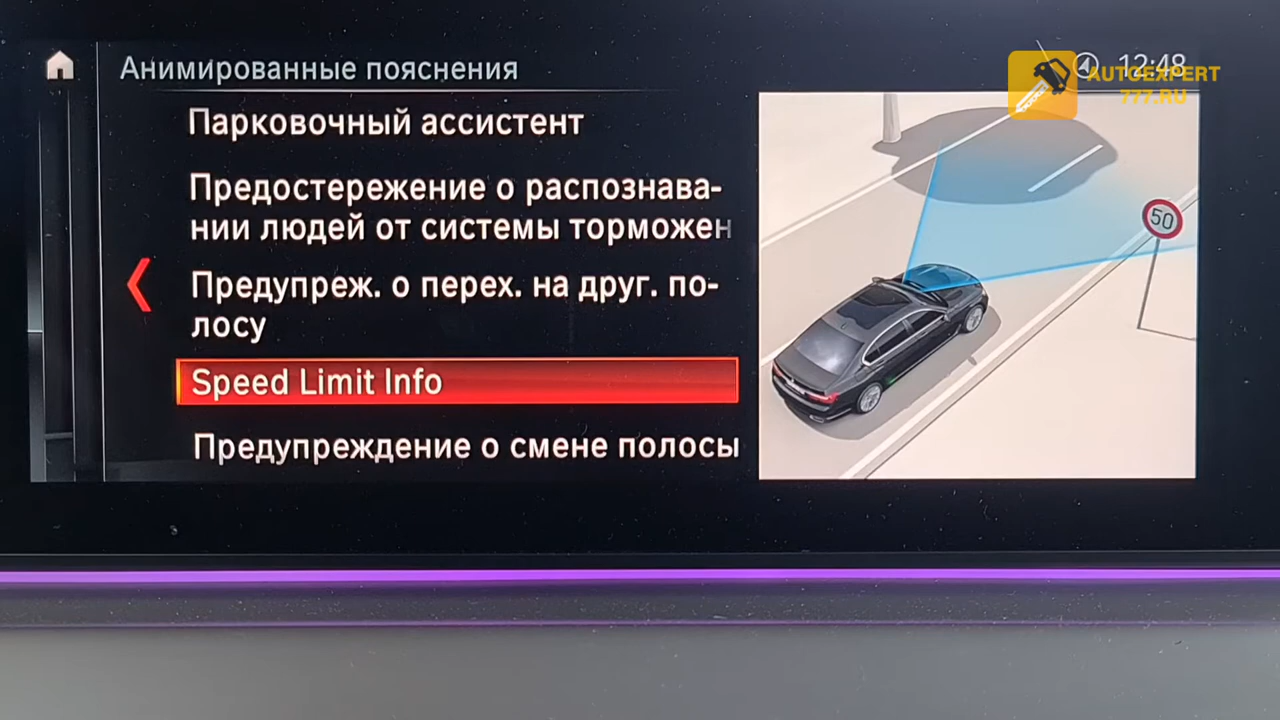 Анимированные пояснения
12:48
AUTOEXPERT
777.RU
Парковочный ассистент
Предостережение о распознава-
нии людей от системы торможен
Предупреж. о перех. на друг. по-
лосу
50
Speed Limit Info
Предупреждение о смене полосы